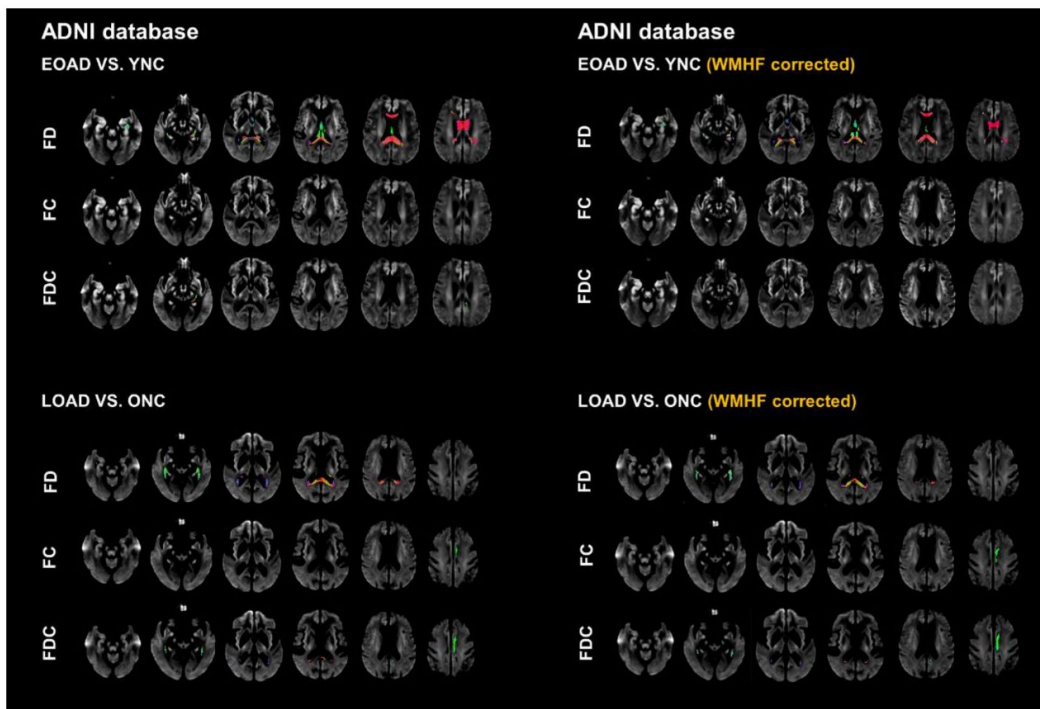 ADNI database
EOAD VS. YNC
FD
FC
FDC
ADNI database
EOAD VS. YNC (WMHF corrected)
FD
FC
FDC
LOAD VS. ONC
FD
FC
FDC
LOAD VS. ONC (WMHF corrected)
FD
FC
FDC